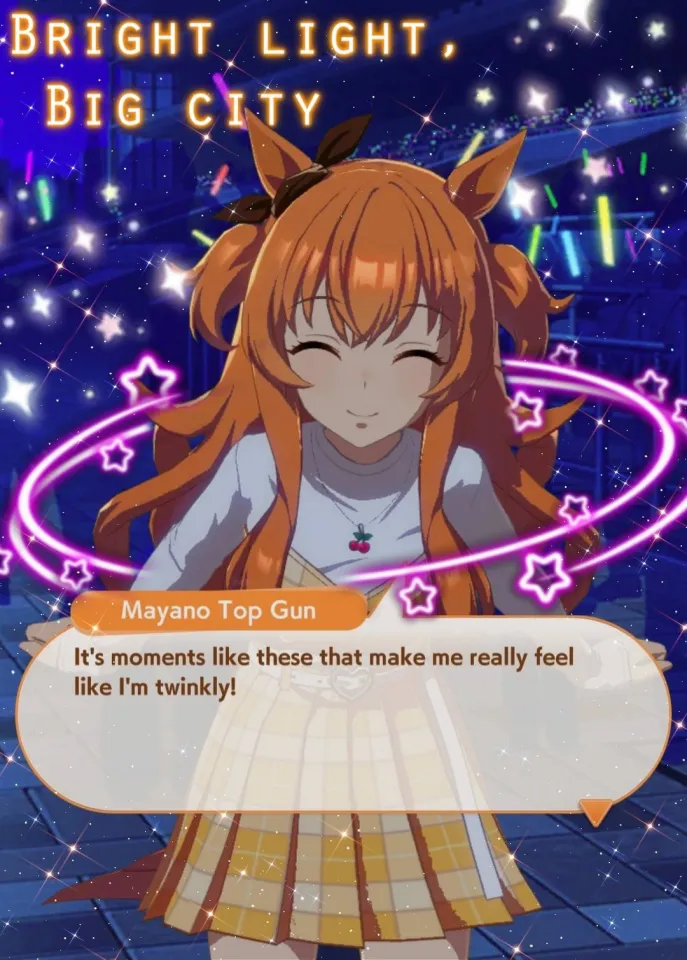 Bright light,
Big city
Mayano Top Gun
It's moments like these that make me really feel
like I'm twinkly!